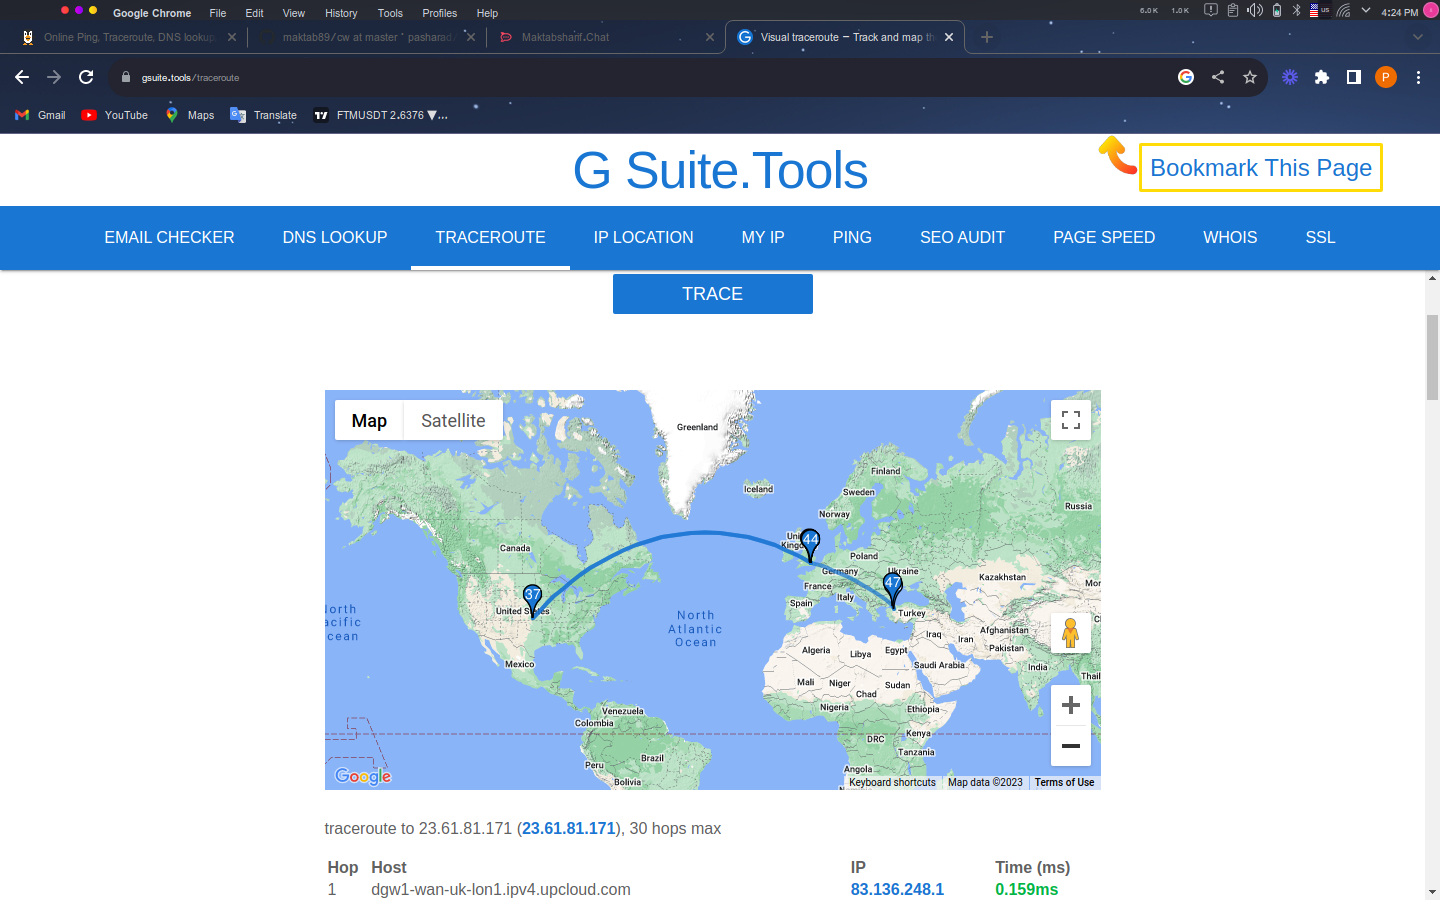 Google Chrome File Edit View History Tools Profiles Help 6.0 K 1.0 K US 4:24 PM
Online Ping, Traceroute, DNS lookup, maktab89/cw at master · pasharad Maktabsharif.Chat Visual traceroute – Track and map th
gsuite.tools/traceroute P
Gmail YouTube Maps Translate FTMUSDT 2.6376 ▼...
G Suite.Tools
Bookmark This Page
EMAIL CHECKER DNS LOOKUP TRACEROUTE IP LOCATION MY IP PING SEO AUDIT PAGE SPEED WHOIS SSL
TRACE
Map Satellite
Greenland
Finland
Iceland
Sweden
Russia
Norway
44
Canada
Poland
Germany
Ukraine
Kazakhstan
France
47
37
Italy
Spain
United States
North
Atlantic
Ocean
Turkey
Iraq
Iran
Afghanistan
Pakistan
Algeria
Libya
Egypt
Mexico
Saudi Arabia
India
Mali
Niger
Sudan
Chad
Nigeria
Ethiopia
Venezuela
Colombia
DRC
Kenya
Tanzania
Brazil
Peru
Angola
Bolivia
Google
Keyboard shortcuts Map data ©2023 Terms of Use
traceroute to 23.61.81.171 (23.61.81.171), 30 hops max
Hop Host IP Time (ms)
1 dgw1-wan-uk-lon1.ipv4.upcloud.com 83.136.248.1 0.159ms